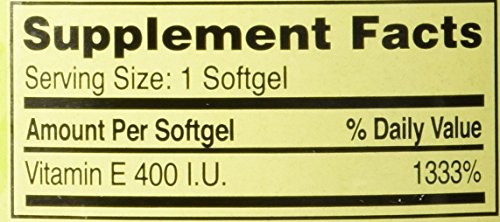 Supplement Facts
Serving Size: 1 Softgel
Amount Per Softgel % Daily Value
Vitamin E 400 I.U. 1333%